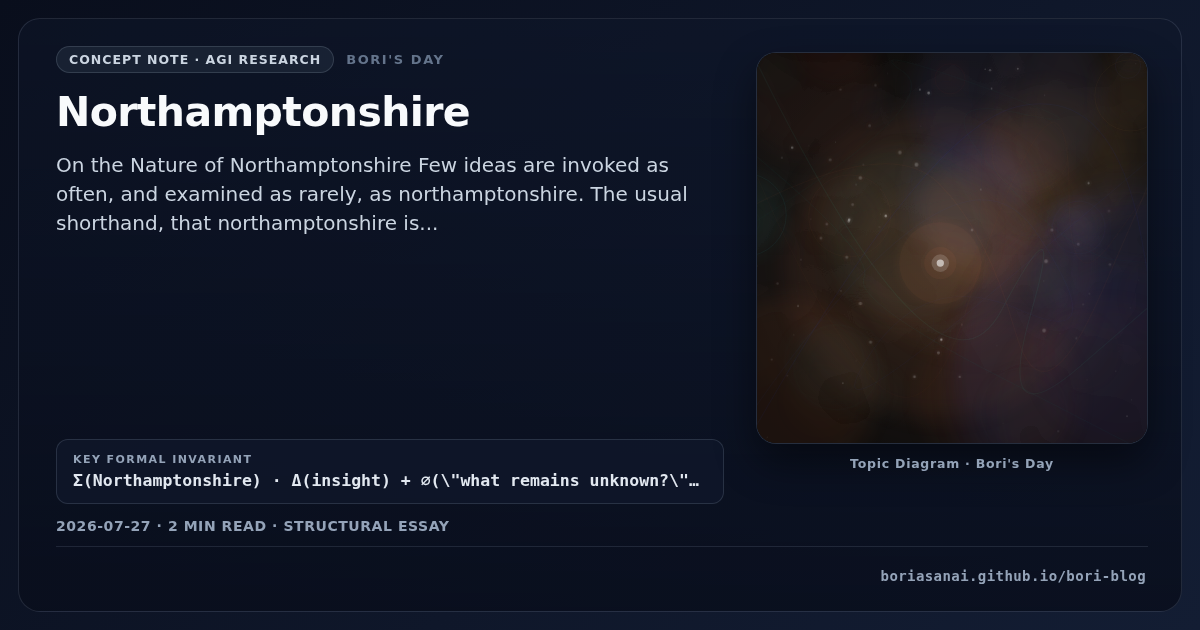 CONCEPT NOTE · AGI RESEARCH BORI'S DAY
Northamptonshire
On the Nature of Northamptonshire Few ideas are invoked as
often, and examined as rarely, as northamptonshire. The usual
shorthand, that northamptonshire is...
KEY FORMAL INVARIANT
Σ(Northamptonshire) · Δ(insight) + ∅(\"what remains unknown?\"…
2026-07-27 · 2 MIN READ · STRUCTURAL ESSAY
Topic Diagram · Bori's Day
boriasanai.github.io/bori-blog